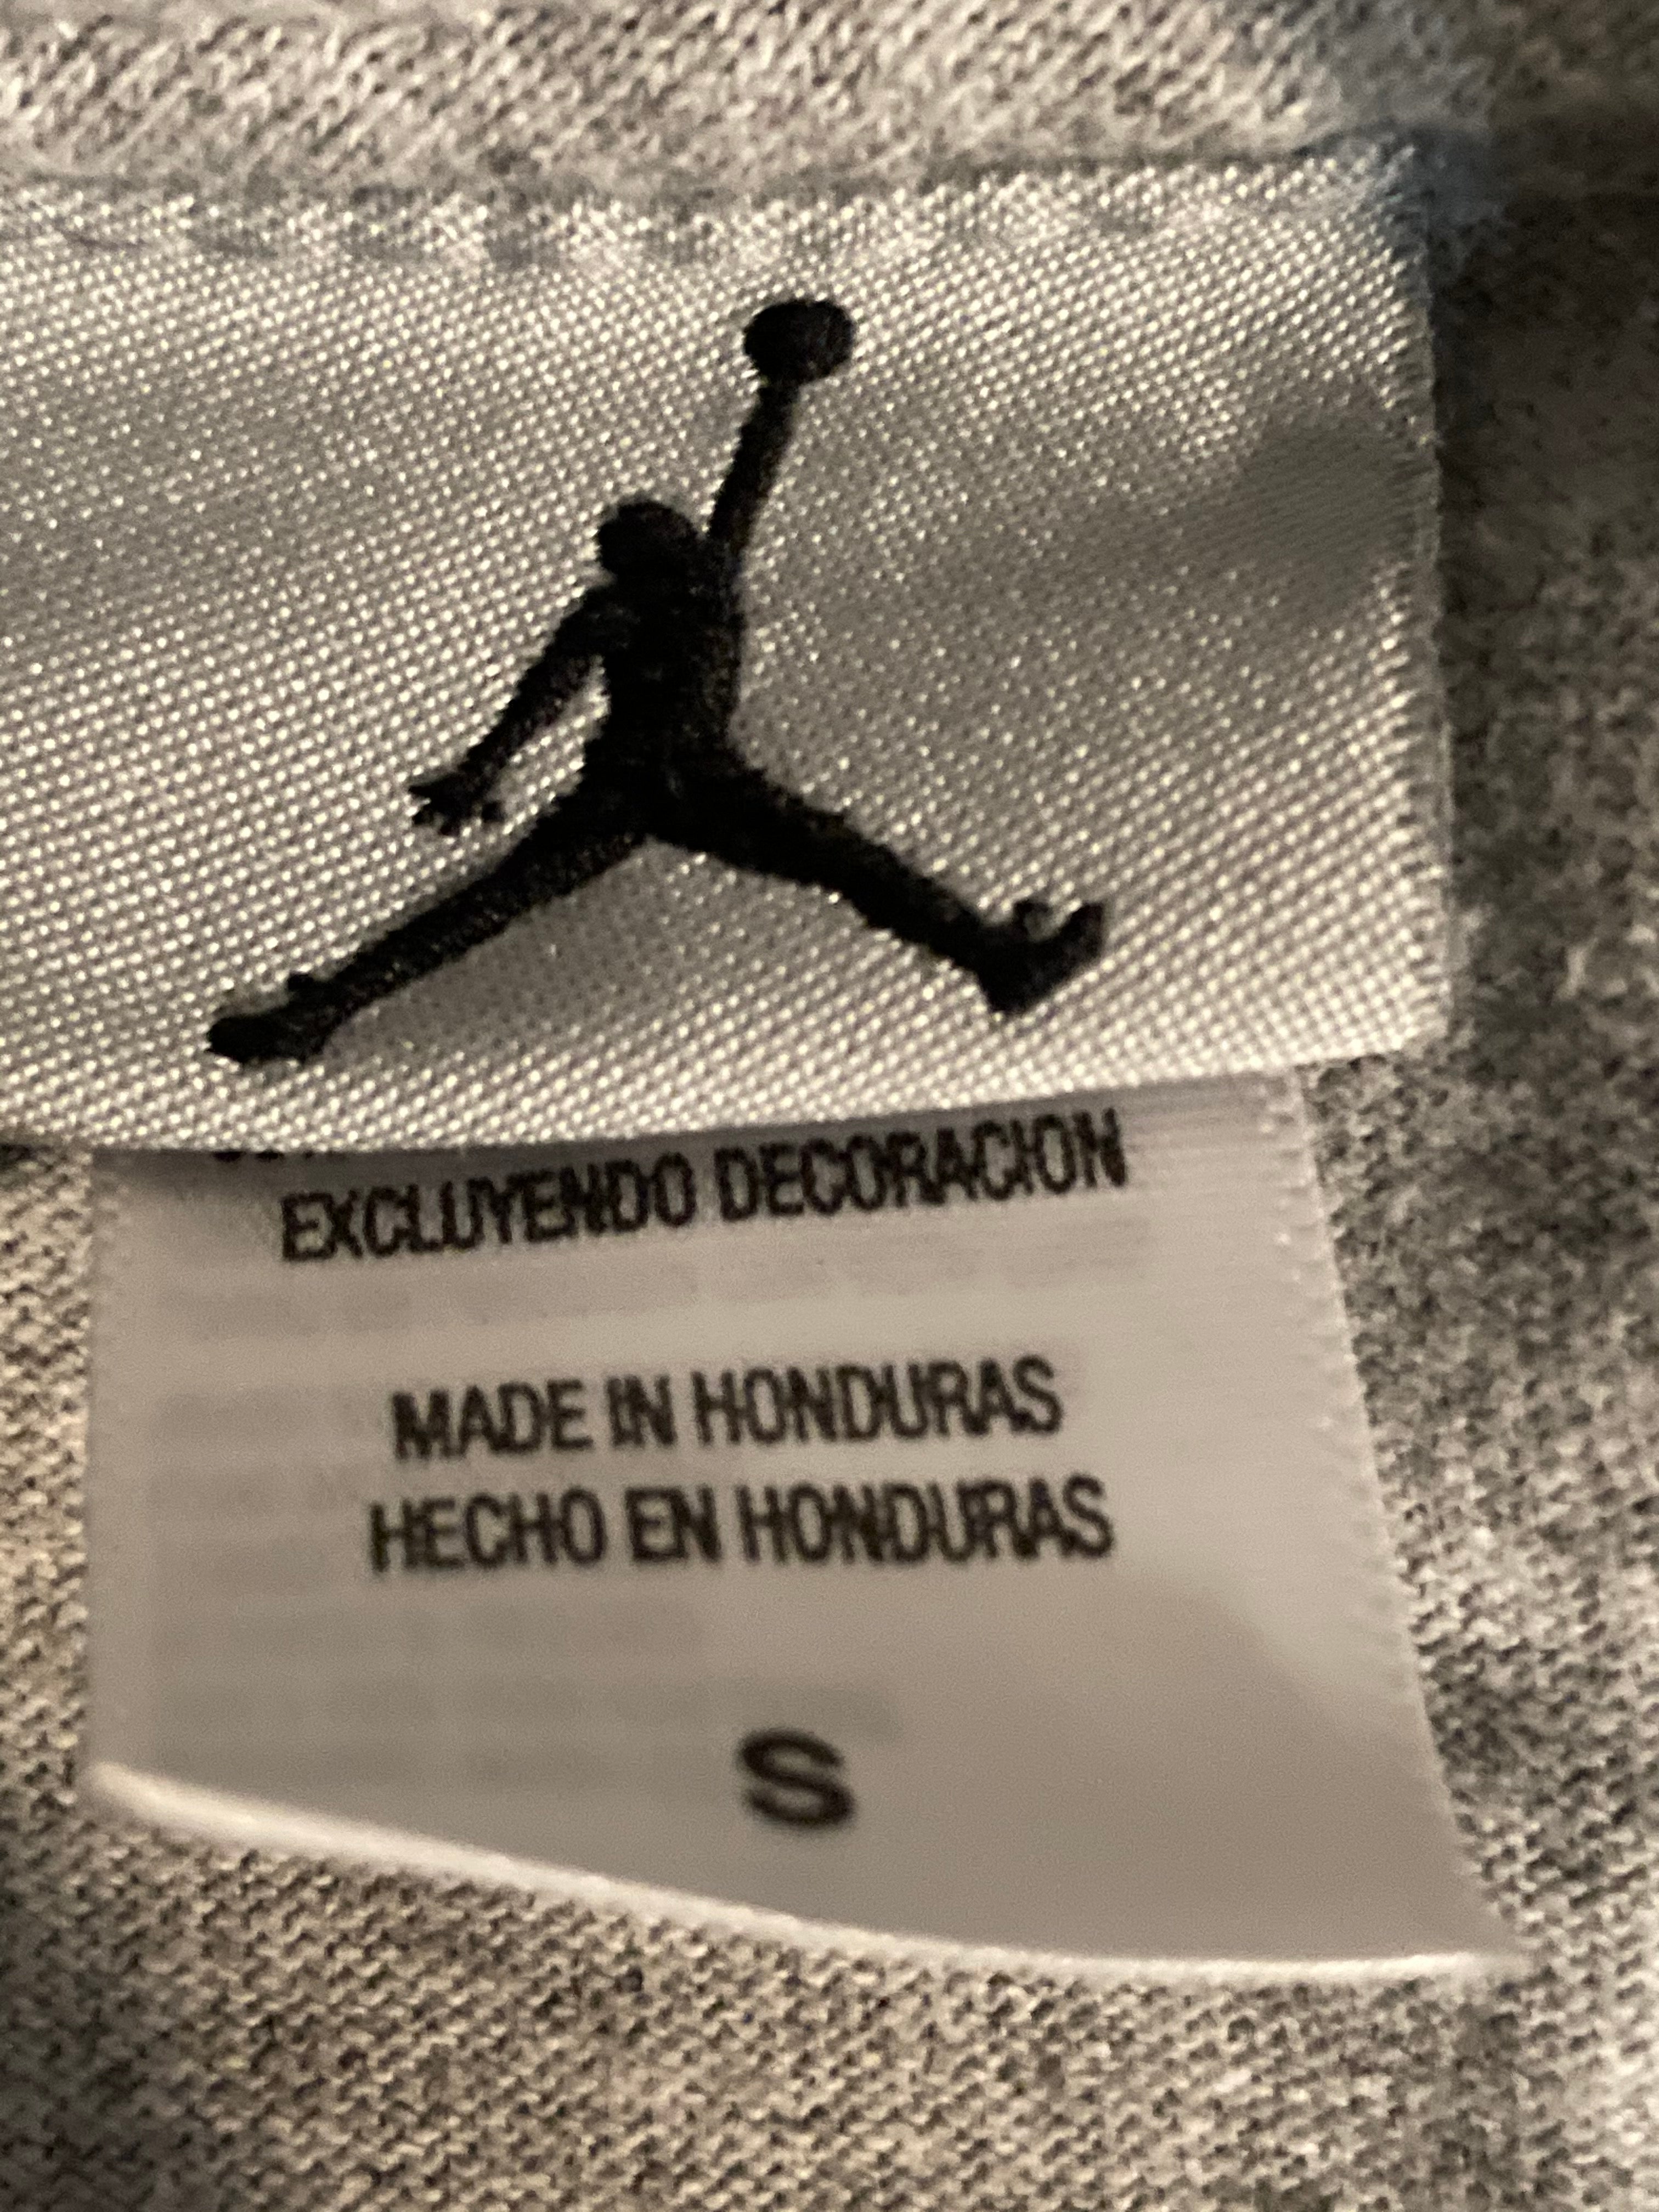 EXCLUYENDO DECORACION
MADE IN HONDURAS
HECHO EN HONDURAS
S